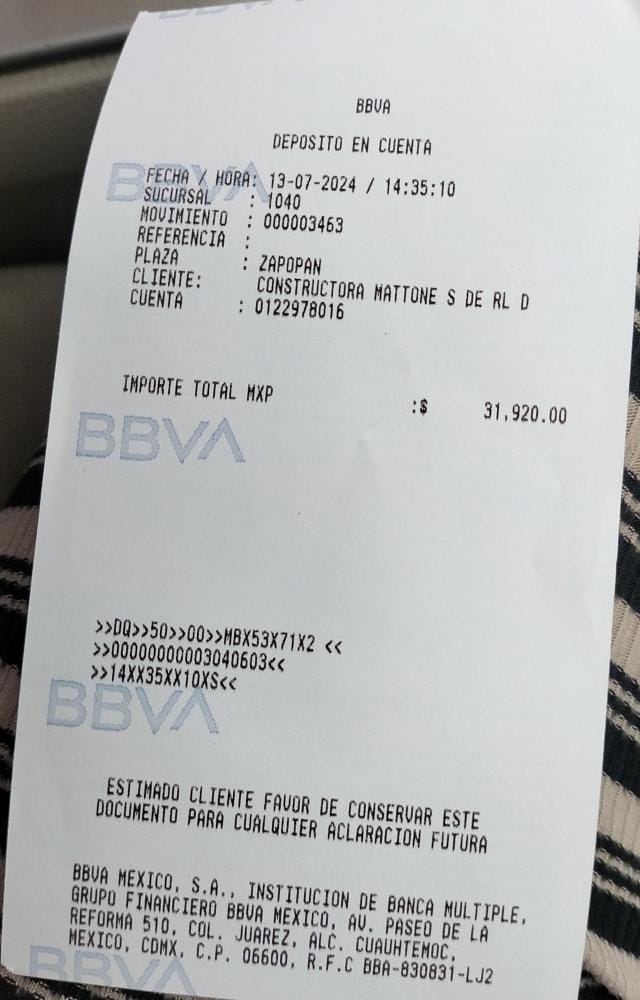 BBVA
DEPOSITO EN CUENTA
FECHA / HORA: 13-07-2024 / 14:35:10
SUCURSAL : 1040
MOVIMIENTO : 000003463
REFERENCIA :
PLAZA : ZAPOPAN
CLIENTE: CONSTRUCTORA MATTONE S DE RL D
CUENTA : 0122978016
IMPORTE TOTAL MXP :$ 31,920.00
BBVA
>>DQ>>50>>00>>MBX53X71X2 <<
>>00000000003040603<<
>>14XX35XX10XS<<
BBVA
ESTIMADO CLIENTE FAVOR DE CONSERVAR ESTE
DOCUMENTO PARA CUALQUIER ACLARACION FUTURA
BBVA MEXICO, S.A., INSTITUCION DE BANCA MULTIPLE,
GRUPO FINANCIERO BBVA MEXICO, AV. PASEO DE LA
REFORMA 510, COL. JUAREZ, ALC. CUAUHTEMOC,
MEXICO, CDMX, C.P. 06600, R.F.C BBA-830831-LJ2
BBVA